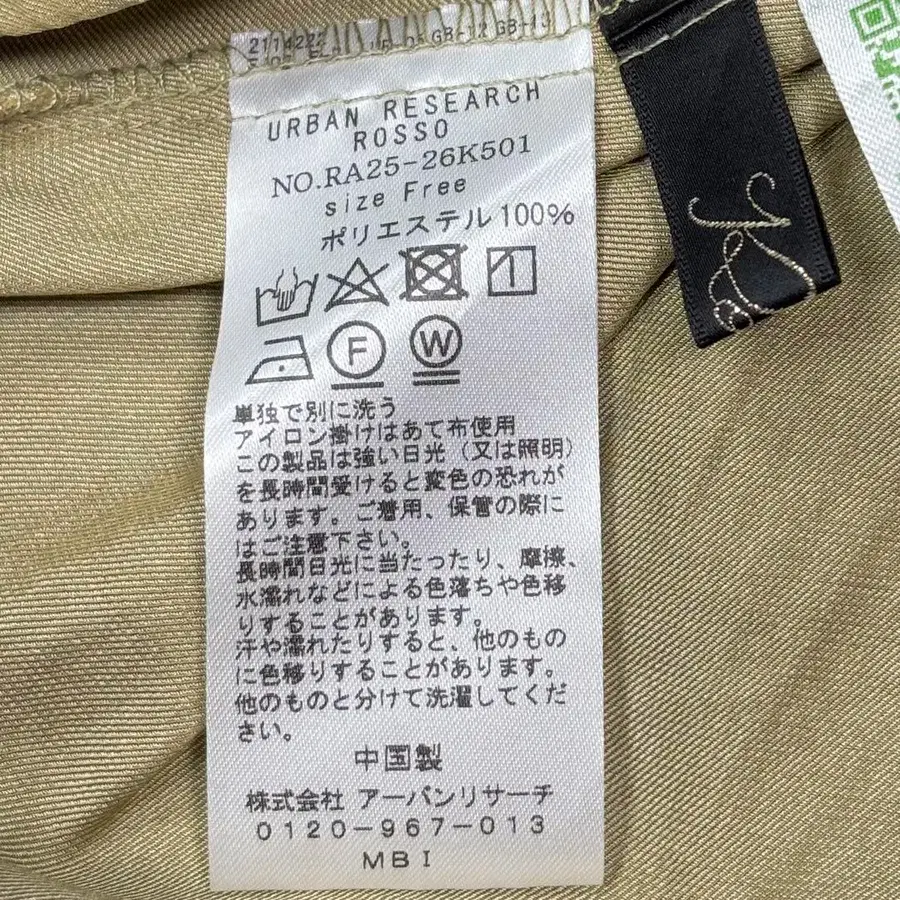 URBAN RESEARCH
ROSSO
NO.RA25-26K501
size Free
ポリエステル 100%
F
W
単独で別に洗う
アイロン掛けはあて布使用
この製品は強い日光（又は照明）
を長時間受けると変色の恐れが
あります。ご着用、保管の際に
はご注意下さい。
長時間日光に当たったり、摩擦、
水濡れなどによる色落ちや色移
りすることがあります。
汗や濡れたりすると、他のもの
に色移りすることがあります。
他のものと分けて洗濯してくだ
さい。
中国製
株式会社 アーバンリサーチ
0120-967-013
MBI